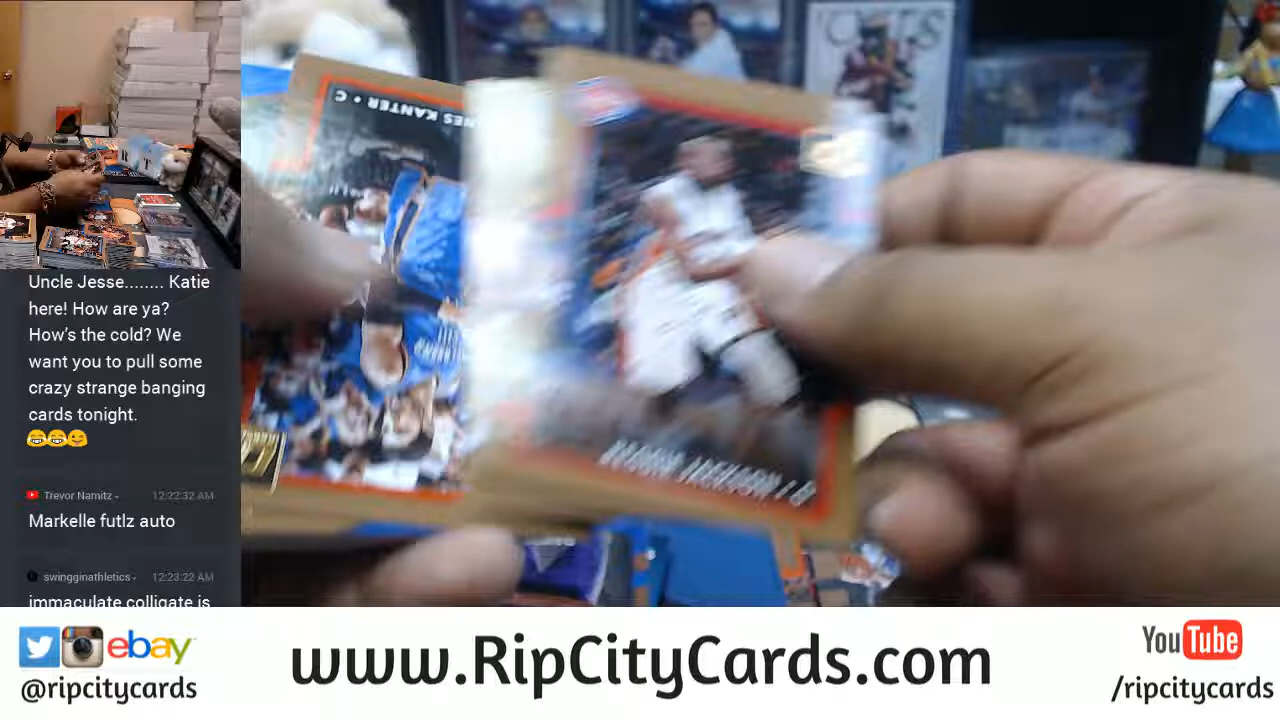 Uncle Jesse........ Katie
here! How are ya?
How's the cold? We
want you to pull some
crazy strange banging
cards tonight.
Trevor Namitz - 12:22:32 AM
Markelle futlz auto
swingginathletics - 12:23:22 AM
immaculate colligate is
KANTER • C
ebay
@ripcitycards
www.RipCityCards.com
YouTube
/ripcitycards